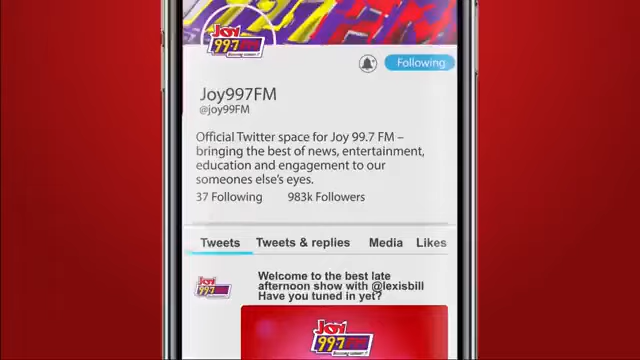 Joy
99.7 FM
Following
Joy997FM
@joy99FM
Official Twitter space for Joy 99.7 FM –
bringing the best of news, entertainment,
education and engagement to our
someones else's eyes.
37 Following 983k Followers
Tweets Tweets & replies Media Likes
Joy
99.7 FM
Welcome to the best late
afternoon show with @lexisbill
Have you tuned in yet?
Joy
99.7 FM